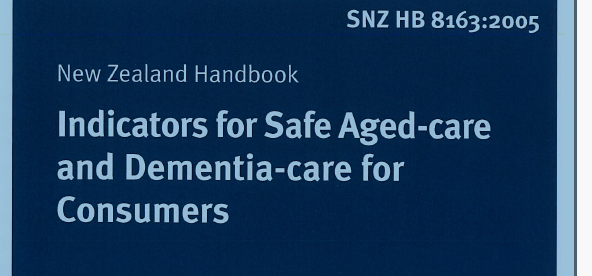 SNZ HB 8163:2005
New Zealand Handbook
Indicators for Safe Aged-care
and Dementia-care for
Consumers